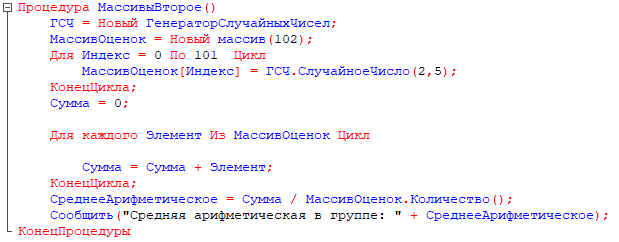 Процедура МассивыВторое()
ГСЧ = Новый ГенераторСлучайныхЧисел;
МассивОценок = Новый массив(102);
Для Индекс = 0 По 101 Цикл
МассивОценок[Индекс] = ГСЧ.СлучайноеЧисло(2,5);
КонецЦикла;
Сумма = 0;
Для каждого Элемент Из МассивОценок Цикл
Сумма = Сумма + Элемент;
КонецЦикла;
СреднееАрифметическое = Сумма / МассивОценок.Количество();
Сообщить("Средняя арифметическая в группе: " + СреднееАрифметическое);
КонецПроцедуры